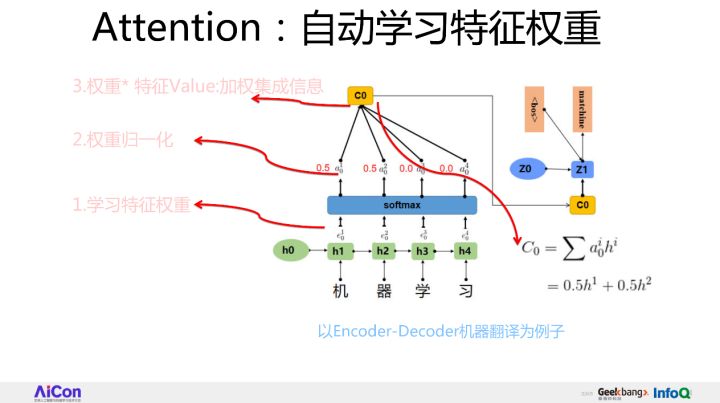 Attention：自动学习特征权重
3.权重* 特征Value:加权集成信息
2.权重归一化
1.学习特征权重
C0
0.5 a_0^1 0.5 a_0^2 0.0 a_0^3 0.0 a_0^4
softmax
e_0^1 e_0^2 e_0^3 e_0^4
h0 h1 h2 h3 h4
机 器 学 习
<bos> matchine
Z0 Z1
C0
C_0 = ∑ a_0^i h^i
= 0.5h^1 + 0.5h^2
以Encoder-Decoder机器翻译为例子
AiCon
Geekbang>. InfoQ